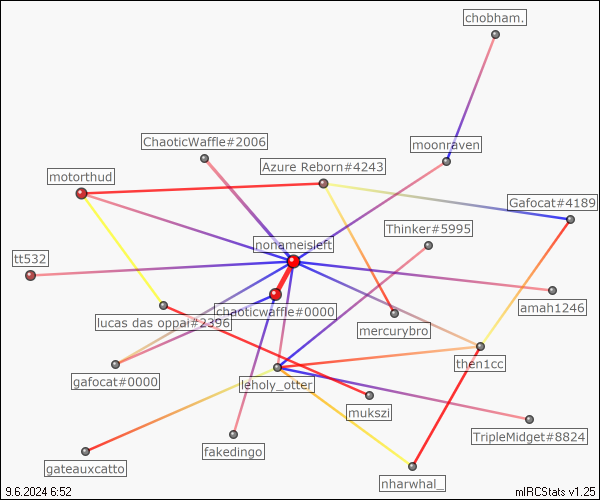 chobham.
ChaoticWaffle#2006
moonraven
Azure Reborn#4243
motorthud
Gafocat#4189
Thinker#5995
nonameisleft
tt532
chaoticwaffle#0000
amah1246
lucas das oppai#2396
mercurybro
then1cc
gafocat#0000
leholy_otter
mukszi
TripleMidget#8824
fakedingo
gateauxcatto
nharwhal_
9.6.2024 6:52
mIRCStats v1.25